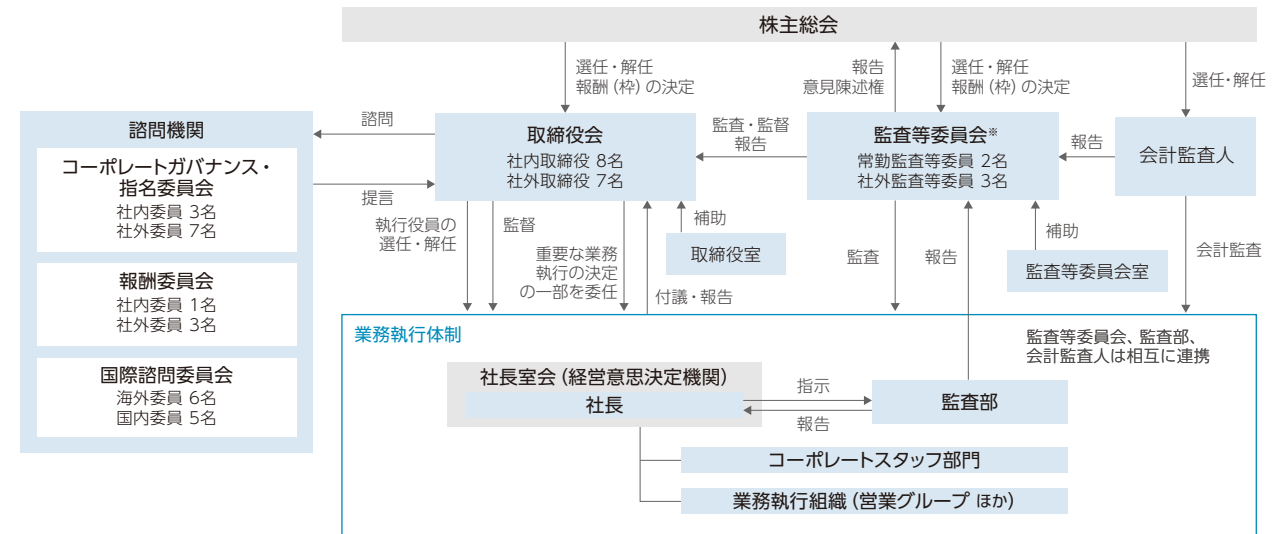 株主総会
選任・解任
報酬（枠）の決定
報告
意見陳述権
選任・解任
報酬（枠）の決定
選任・解任
諮問機関
コーポレートガバナンス・
指名委員会
社内委員 3名
社外委員 7名
報酬委員会
社内委員 1名
社外委員 3名
国際諮問委員会
海外委員 6名
国内委員 5名
諮問
提言
取締役会
社内取締役 8名
社外取締役 7名
監査・監督
報告
監査等委員会※
常勤監査等委員 2名
社外監査等委員 3名
報告
会計監査人
執行役員の
選任・解任
監督
重要な業務
執行の決定
の一部を委任
付議・報告
補助
取締役室
監査
報告
補助
監査等委員会室
会計監査
業務執行体制
監査等委員会、監査部、
会計監査人は相互に連携
社長室会（経営意思決定機関）
社長
指示
報告
監査部
コーポレートスタッフ部門
業務執行組織（営業グループ ほか）